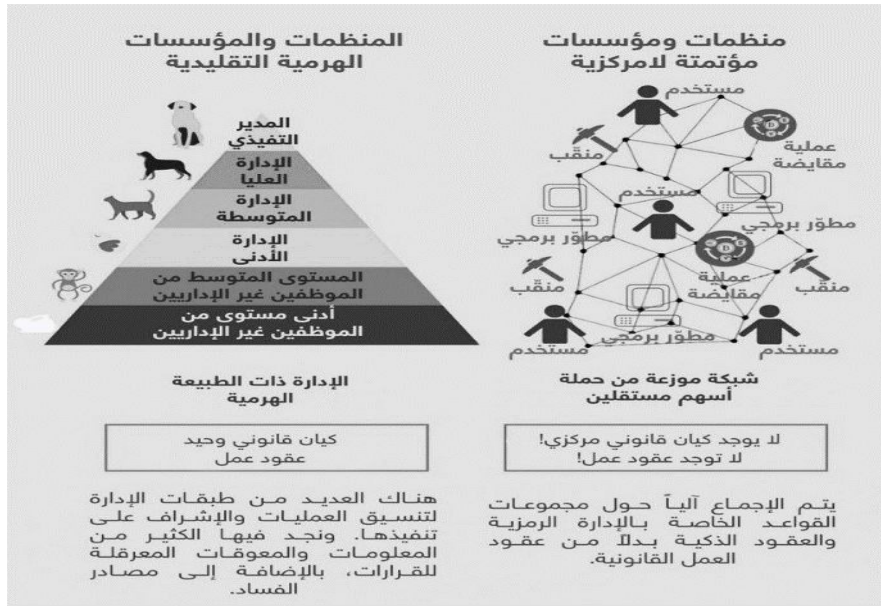 منظمات ومؤسسات
مؤتمتة لامركزية
مستخدم
عملية
مقايضة
منقّب
مستخدم
مطوّر برمجي
مطوّر برمجي
عملية
مقايضة
منقّب
منقّب
مطوّر برمجي
مستخدم
مستخدم
شبكة موزعة من حملة
أسهم مستقلين
لا يوجد كيان قانوني مركزي!
لا توجد عقود عمل!
يتم الإجماع آلياً حول مجموعات
القواعد الخاصة بالإدارة الرمزية
والعقود الذكية بدلاً من عقود
العمل القانونية.
المنظمات والمؤسسات
الهرمية التقليدية
المدير
التفيذي
الإدارة
العليا
الإدارة
المتوسطة
الإدارة
الأدنى
المستوى المتوسط من
الموظفين غير الإداريين
أدنى مستوى من
الموظفين غير الإداريين
الإدارة ذات الطبيعة
الهرمية
كيان قانوني وحيد
عقود عمل
هناك العديد من طبقات الإدارة
لتنسيق العمليات والإشراف على
تنفيذها. ونجد فيها الكثير من
المعلومات والمعوقات المعرقلة
للقرارات، بالإضافة إلى مصادر
الفساد.